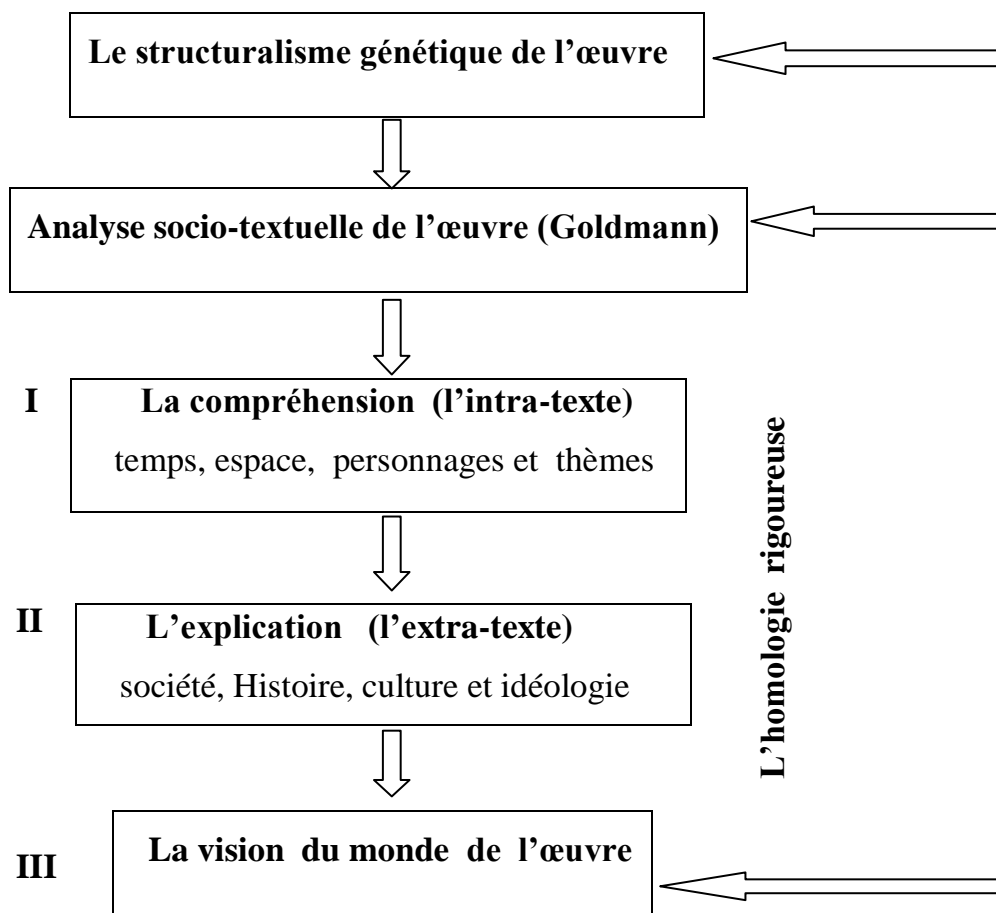 Le structuralisme génétique de l’œuvre
Analyse socio-textuelle de l’œuvre (Goldmann)
I
La compréhension (l’intra-texte)
temps, espace, personnages et thèmes
II
L’explication (l’extra-texte)
société, Histoire, culture et idéologie
L’homologie rigoureuse
III
La vision du monde de l’œuvre